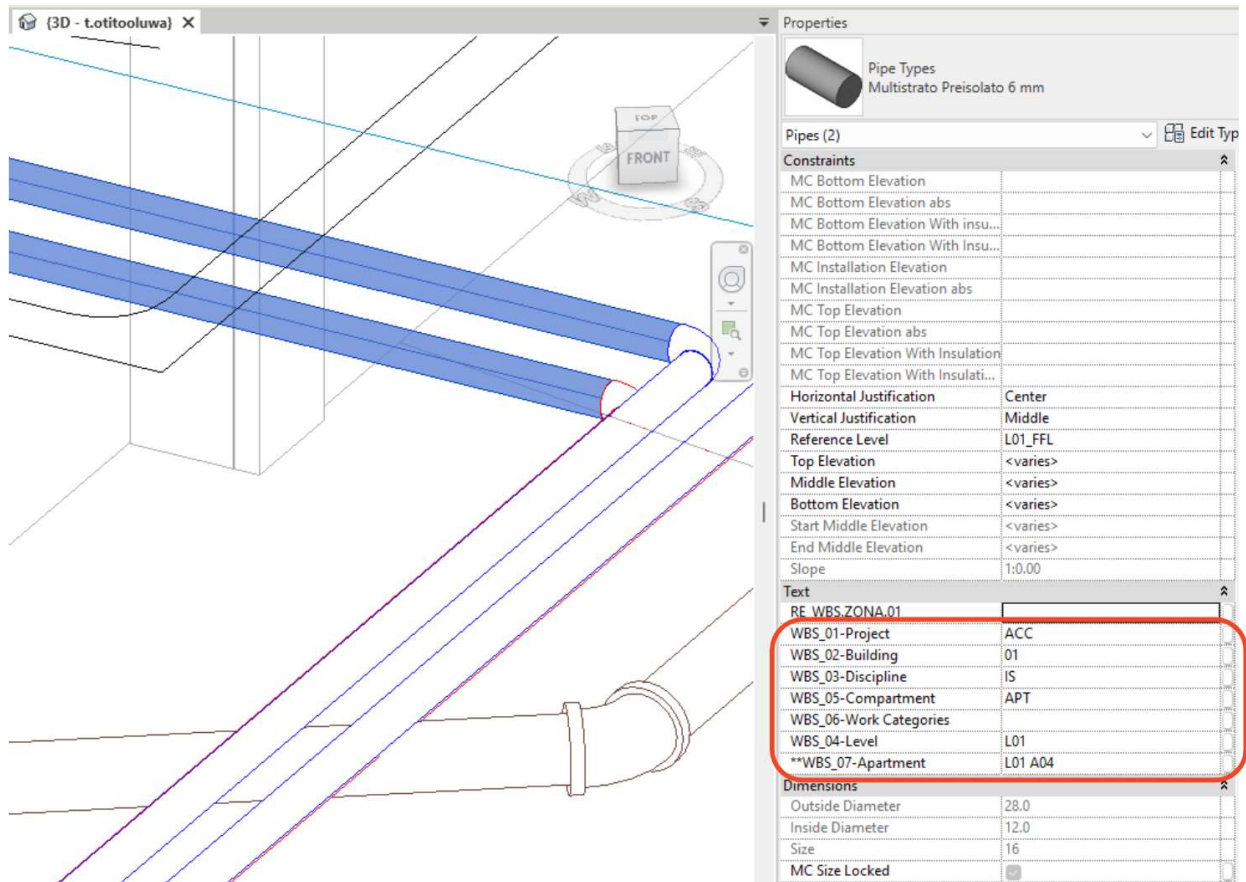 {3D - t.otitooluwa}
TOP
FRONT
W
S
Properties
Pipe Types
Multistrato Preisolato 6 mm
Pipes (2)
Edit Typ
Constraints
MC Bottom Elevation
MC Bottom Elevation abs
MC Bottom Elevation With insu...
MC Bottom Elevation With Insu...
MC Installation Elevation
MC Installation Elevation abs
MC Top Elevation
MC Top Elevation abs
MC Top Elevation With Insulation
MC Top Elevation With Insulati...
Horizontal Justification Center
Vertical Justification Middle
Reference Level L01_FFL
Top Elevation <varies>
Middle Elevation <varies>
Bottom Elevation <varies>
Start Middle Elevation <varies>
End Middle Elevation <varies>
Slope 1:0.00
Text
RE_WBS.ZONA.01
WBS_01-Project ACC
WBS_02-Building 01
WBS_03-Discipline IS
WBS_05-Compartment APT
WBS_06-Work Categories
WBS_04-Level L01
**WBS_07-Apartment L01 A04
Dimensions
Outside Diameter 28.0
Inside Diameter 12.0
Size 16
MC Size Locked